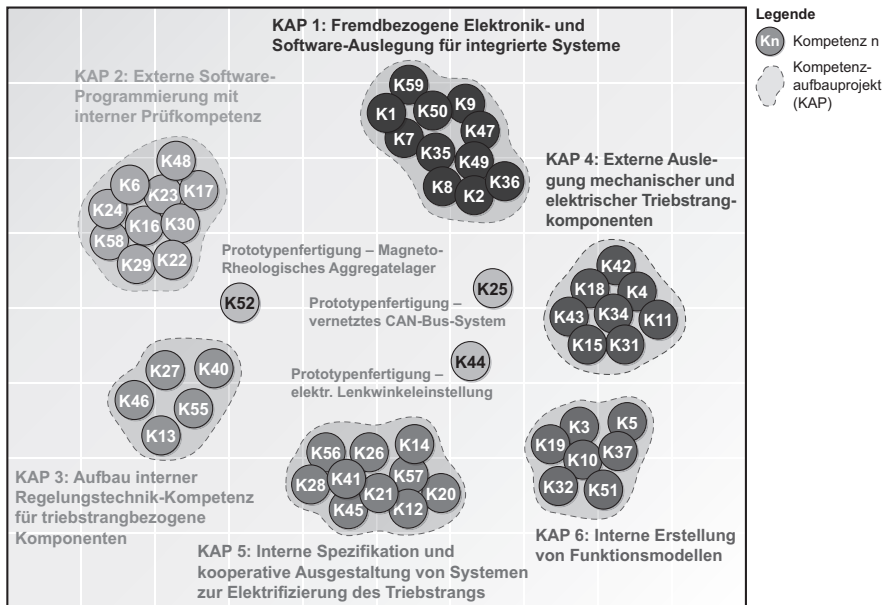 KAP 1: Fremdbezogene Elektronik- und
Software-Auslegung für integrierte Systeme
Legende
Kn Kompetenz n
Kompetenz-
aufbauprojekt
(KAP)
KAP 2: Externe Software-
Programmierung mit
interner Prüfkompetenz
K59
K1
K50
K9
K7
K47
K35
K49
K8
K2
K36
K48
K6
K23
K17
K24
K16
K30
K58
K29
K22
KAP 4: Externe Ausle-
gung mechanischer und
elektrischer Triebstrang-
komponenten
K42
K18
K4
K43
K34
K11
K15
K31
Prototypenfertigung – Magneto-
Rheologisches Aggregatelager
K52
K25
Prototypenfertigung –
vernetztes CAN-Bus-System
K44
Prototypenfertigung –
elektr. Lenkwinkeleinstellung
K27
K40
K46
K55
K13
KAP 3: Aufbau interner
Regelungstechnik-Kompetenz
für triebstrangbezogene
Komponenten
K56
K26
K14
K28
K41
K57
K21
K20
K45
K12
KAP 5: Interne Spezifikation und
kooperative Ausgestaltung von Systemen
zur Elektrifizierung des Triebstrangs
K3
K5
K19
K10
K37
K32
K51
KAP 6: Interne Erstellung
von Funktionsmodellen